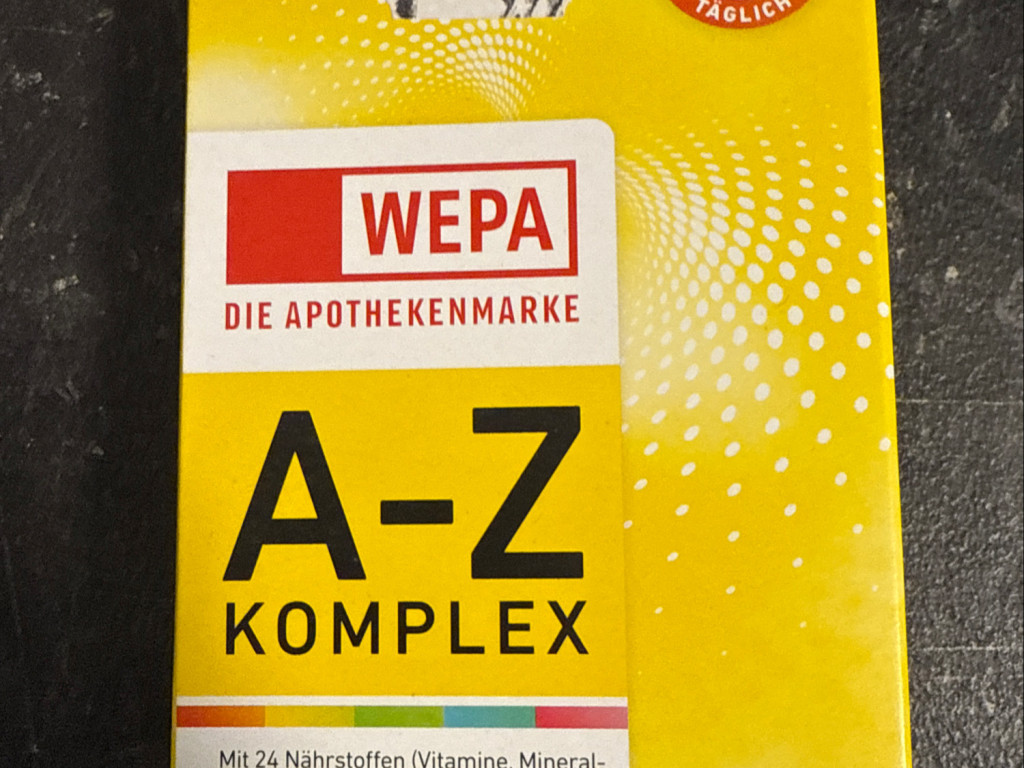 TÄGLICH
WEPA
DIE APOTHEKENMARKE
A-Z
KOMPLEX
Mit 24 Nährstoffen (Vitamine, Mineral-